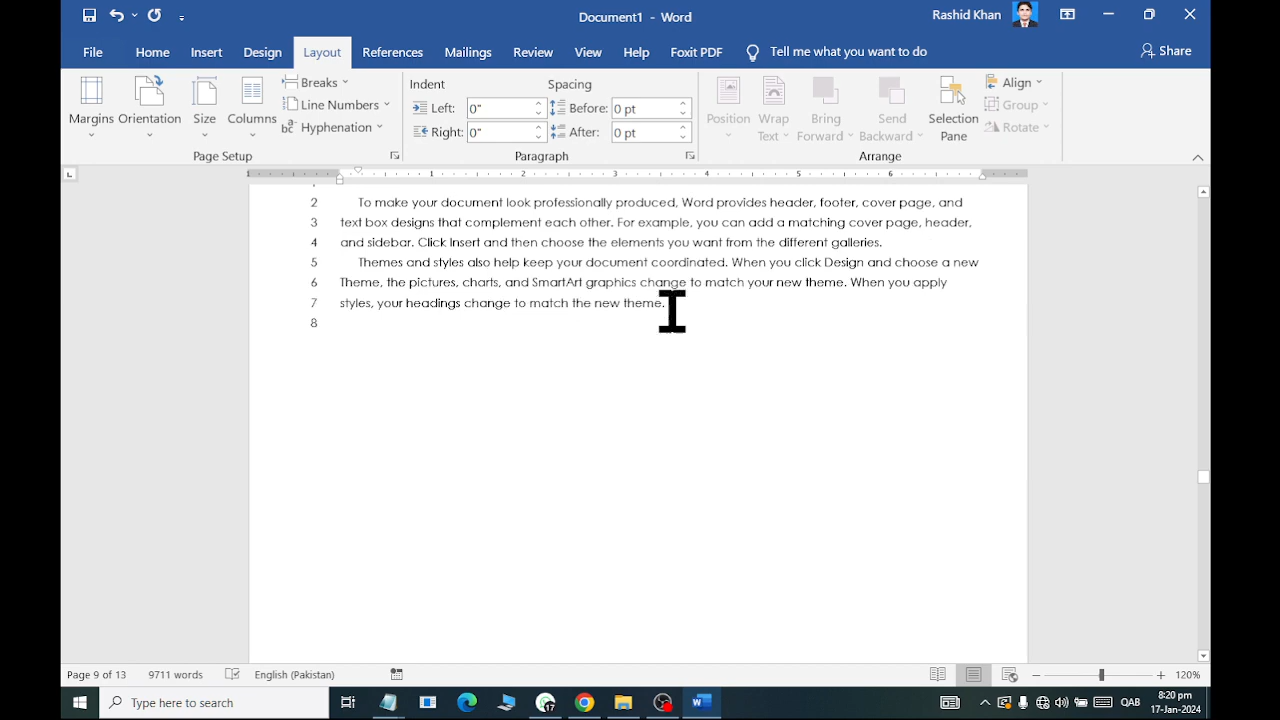 Document1 - Word
Rashid Khan
File Home Insert Design Layout References Mailings Review View Help Foxit PDF Tell me what you want to do Share
Margins Orientation Size Columns
Breaks
Line Numbers
Hyphenation
Page Setup
Indent
Left: 0"
Right: 0"
Spacing
Before: 0 pt
After: 0 pt
Paragraph
Position Wrap Text Bring Forward Send Backward Selection Pane
Align
Group
Rotate
Arrange
1 1 2 3 4 5 6
2 To make your document look professionally produced, Word provides header, footer, cover page, and
3 text box designs that complement each other. For example, you can add a matching cover page, header,
4 and sidebar. Click Insert and then choose the elements you want from the different galleries.
5 Themes and styles also help keep your document coordinated. When you click Design and choose a new
6 Theme, the pictures, charts, and SmartArt graphics change to match your new theme. When you apply
7 styles, your headings change to match the new theme.
8
Page 9 of 13 9711 words English (Pakistan) 120%
Type here to search
17
QAB
8:20 pm
17-Jan-2024